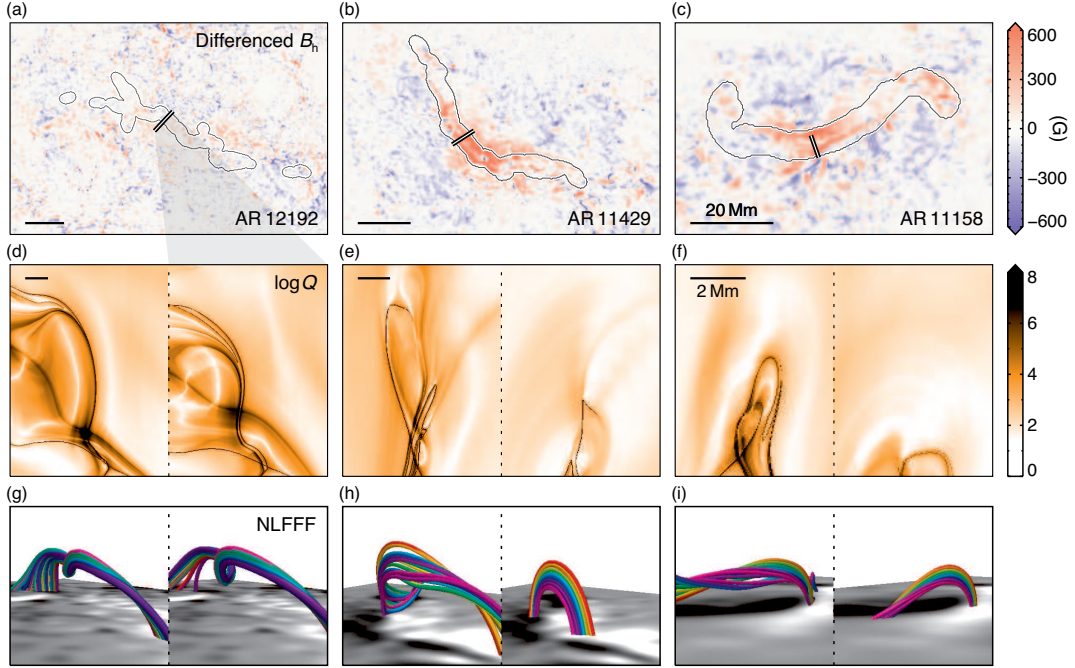 (a)
(b)
(c)
Differenced Bh
AR 12192
AR 11429
20 Mm
AR 11158
600
300
0
−300
−600
(G)
(d)
(e)
(f)
log Q
2 Mm
8
6
4
2
0
(g)
(h)
(i)
NLFFF